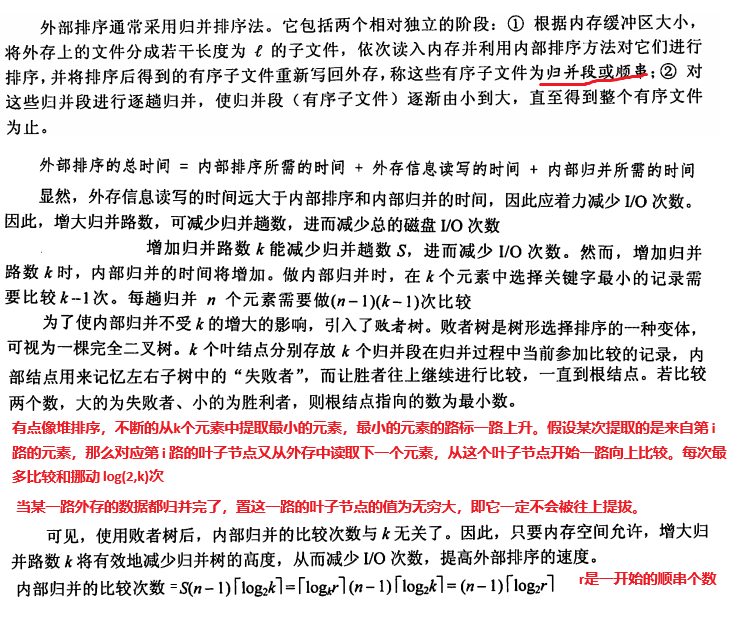 外部排序通常采用归并排序法。它包括两个相对独立的阶段：① 根据内存缓冲区大小，
将外存上的文件分成若干长度为 ℓ 的子文件，依次读入内存并利用内部排序方法对它们进行
排序，并将排序后得到的有序子文件重新写回外存，称这些有序子文件为归并段或顺串；② 对
这些归并段进行逐趟归并，使归并段（有序子文件）逐渐由小到大，直至得到整个有序文件
为止。
外部排序的总时间 = 内部排序所需的时间 + 外存信息读写的时间 + 内部归并所需的时间
显然，外存信息读写的时间远大于内部排序和内部归并的时间，因此应着力减少 I/O 次数。
因此，增大归并路数，可减少归并趟数，进而减少总的磁盘 I/O 次数
增加归并路数 k 能减少归并趟数 S，进而减少 I/O 次数。然而，增加归并
路数 k 时，内部归并的时间将增加。做内部归并时，在 k 个元素中选择关键字最小的记录需
要比较 k-1次。每趟归并 n 个元素需要做(n-1)(k-1)次比较
为了使内部归并不受 k 的增大的影响，引入了败者树。败者树是树形选择排序的一种变体，
可视为一棵完全二叉树。k 个叶结点分别存放 k 个归并段在归并过程中当前参加比较的记录，内
部结点用来记忆左右子树中的“失败者”，而让胜者往上继续进行比较，一直到根结点。若比较
两个数，大的为失败者、小的为胜利者，则根结点指向的数为最小数。
有点像堆排序，不断的从k个元素中提取最小的元素，最小的元素的路标一路上升。假设某次提取的是来自第 i
路的元素，那么对应第 i 路的叶子节点又从外存中读取下一个元素，从这个叶子节点开始一路向上比较。每次最
多比较和挪动 log(2,k)次
当某一路外存的数据都归并完了，置这一路的叶子节点的值为无穷大，即它一定不会被往上提拔。
可见，使用败者树后，内部归并的比较次数与 k 无关了。因此，只要内存空间允许，增大归
并路数 k 将有效地减少归并树的高度，从而减少 I/O 次数，提高外部排序的速度。
内部归并的比较次数 =S(n-1)⌈log₂k⌉=⌈logₖr⌉(n-1)⌈log₂k⌉=(n-1)⌈log₂r⌉ r是一开始的顺串个数